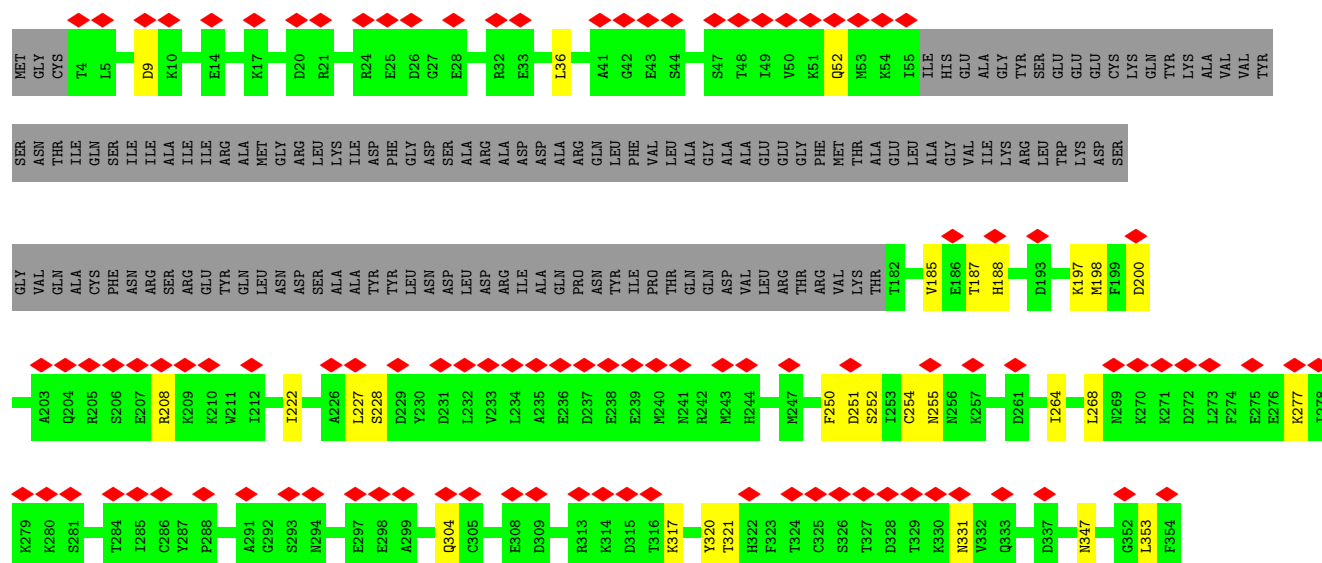 MET GLY CYS T4 L5 D9 K10 E14 K17 D20 R21 R24 E25 D26 G27 E28 R32 E33 L36 A41 G42 E43 S44 S47 T48 I49 V50 K51 Q52 M53 K54 I55 ILE HIS GLU ALA GLY TYR SER GLU GLU GLU CYS LYS GLN TYR LYS ALA VAL VAL TYR
SER ASN THR ILE GLN SER ILE ILE ALA ILE ILE ARG ALA MET GLY ARG LEU LYS ILE ASP PHE GLY ASP SER ALA ARG ALA ASP ASP ALA ARG GLN LEU PHE VAL LEU ALA GLY ALA ALA GLU GLU GLY PHE MET THR ALA GLU LEU ALA GLY VAL ILE LYS ARG LEU TRP LYS ASP SER
GLY VAL GLN ALA CYS PHE ASN ARG SER ARG GLU TYR GLN LEU ASN ASP SER ALA ALA TYR TYR LEU ASN ASP LEU ASP ARG ILE ALA GLN PRO ASN TYR ILE PRO THR GLN GLN ASP VAL LEU ARG THR ARG VAL LYS THR T182 V185 E186 T187 H188 D193 K197 M198 F199 D200
A203 Q204 R205 S206 E207 R208 K209 K210 W211 I212 I222 A226 L227 S228 D229 Y230 D231 L232 V233 L234 A235 E236 D237 E238 E239 M240 N241 R242 M243 H244 M247 F250 D251 S252 I253 C254 N255 N256 K257 D261 I264 L268 N269 K270 K271 D272 L273 F274 E275 E276 K277 I278
K279 K280 S281 T284 I285 C286 Y287 P288 A291 G292 S293 N294 E297 E298 A299 Q304 C305 E308 D309 R313 K314 D315 T316 K317 Y320 T321 H322 F323 T324 C325 S326 T327 D328 T329 K330 N331 V332 Q333 D337 N347 G352 L353 F354